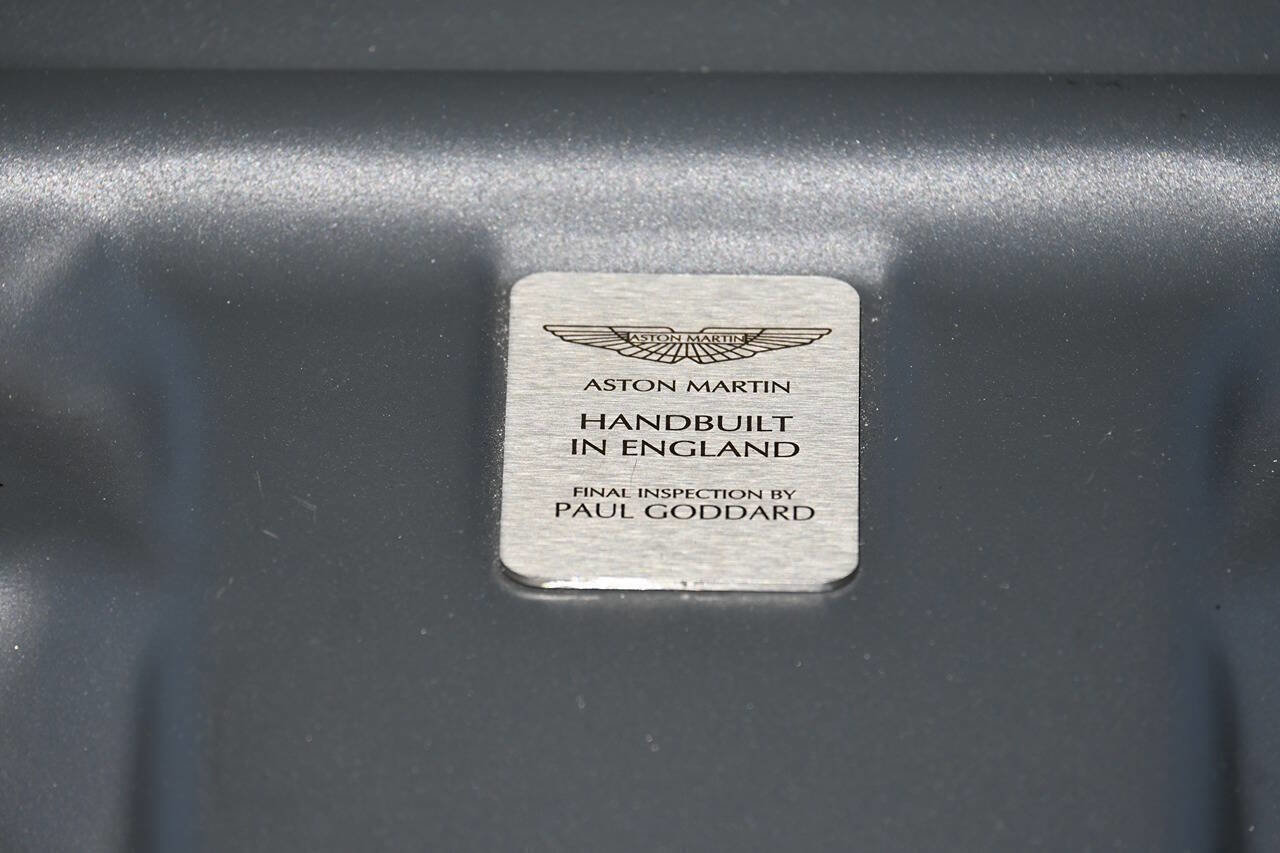 ASTON MARTIN
ASTON MARTIN
HANDBUILT
IN ENGLAND
FINAL INSPECTION BY
PAUL GODDARD